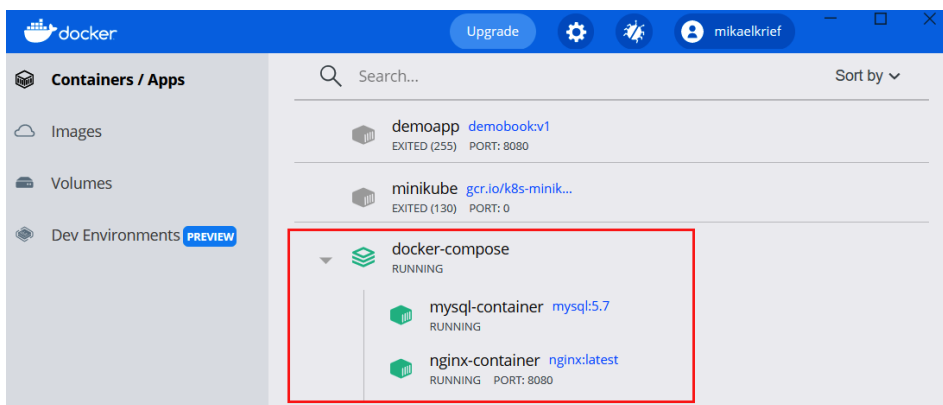 docker Upgrade mikaelkrief
Containers / Apps
Images
Volumes
Dev Environments PREVIEW
Search... Sort by
demoapp demobook:v1
EXITED (255) PORT: 8080
minikube gcr.io/k8s-minik...
EXITED (130) PORT: 0
docker-compose
RUNNING
mysql-container mysql:5.7
RUNNING
nginx-container nginx:latest
RUNNING PORT: 8080